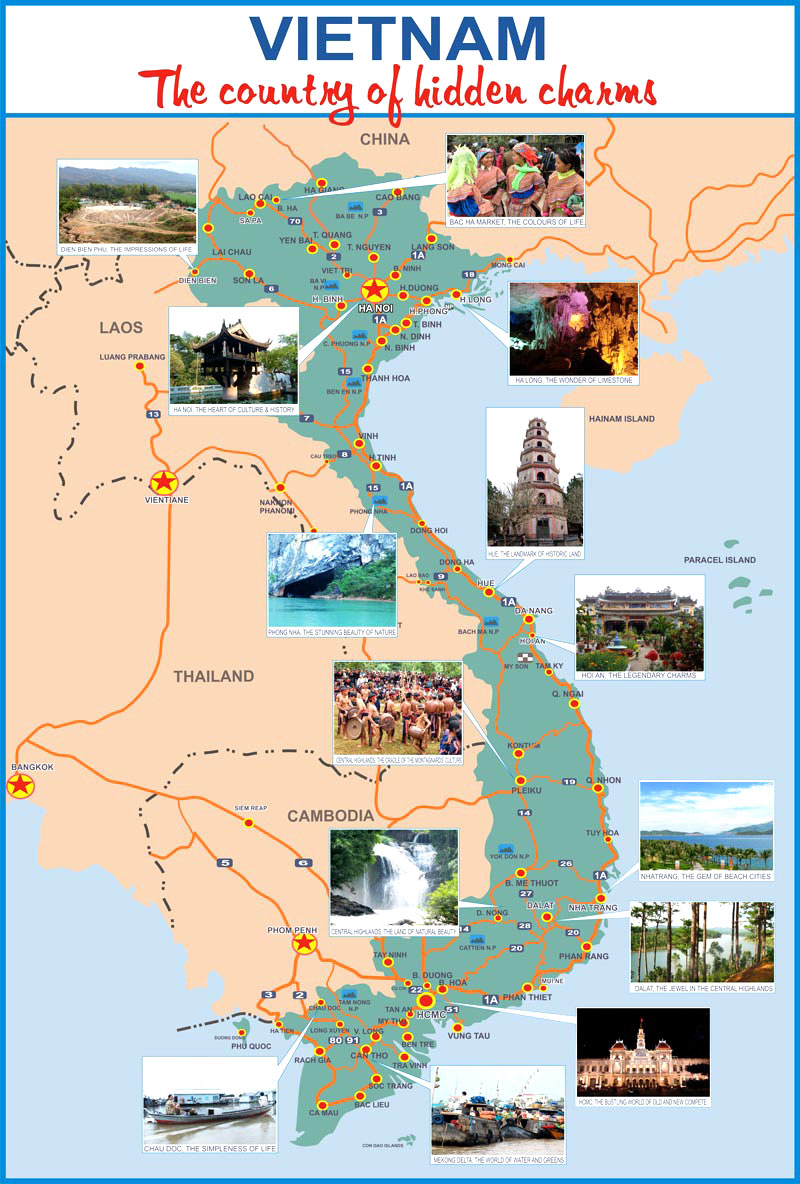 VIETNAM
The country of hidden charms
CHINA
HA GIANG
LAO CAI
B. HA
CAO BANG
BAC HA MARKET, THE COLOURS OF LIFE
BA BE N.P
3
SA PA
70
DIEN BIEN PHU, THE IMPRESSIONS OF LIFE
YEN BAI
T. QUANG
T. NGUYEN
LANG SON
LAI CHAU
2
1A
MONG CAI
VIET TRI
B. NINH
18
DIEN BIEN
SON LA
BA VI
N.P
6
H.DUONG
H. BINH
H LONG
HA NOI
H.PHONG
1A
T. BINH
LAOS
N. DINH
C. PHUONG N.P
N. BINH
LUANG PRABANG
15
THANH HOA
HA LONG, THE WONDER OF LIMESTONE
BEN EN N.P
HA NOI, THE HEART OF CULTURE & HISTORY
13
7
HAINAM ISLAND
VINH
8
CAU TREO
H.TINH
1A
15
VIENTIANE
NAKHON
PHANOM
PHONG NHA
DONG HOI
HUE, THE LANDMARK OF HISTORIC LAND
DONG HA
PARACEL ISLAND
LAO BAO
9
KHE SANH
HUE
1A
DA NANG
PHONG NHA, THE STUNNING BEAUTY OF NATURE
BACH MA N.P
HOI AN
MY SON
TAM KY
HOI AN, THE LEGENDARY CHARMS
THAILAND
Q. NGAI
KONTUM
CENTRAL HIGHLANDS, THE CRADLE OF THE MONTAGNARDS CULTURE
BANGKOK
19
Q. NHON
PLEIKU
SIEM REAP
CAMBODIA
14
TUY HOA
YOK DON N.P
5
6
26
1A
NHATRANG, THE GEM OF BEACH CITIES
B. ME THUOT
27
DALAT
NHA TRANG
D. NONG
28
CENTRAL HIGHLANDS, THE LAND OF NATURAL BEAUTY
14
PHOM PENH
20
20
CATTIEN N.P
TAY NINH
PHAN RANG
B. DUONG
MUI NE
DALAT, THE JEWEL IN THE CENTRAL HIGHLANDS
CU CHI
22
B. HOA
3
2
TAM NONG
N.P
1A
PHAN THIET
CHAU DOC
TAN AN
HCMC
51
MY THO
HA TIEN
LONG XUYEN
V. LONG
VUNG TAU
DUONG DONG
PHU QUOC
80
91
BEN TRE
CAN THO
RACH GIA
TRA VINH
SOC TRANG
HCMC, THE BUSTLING WORLD OF OLD AND NEW COMPETE
BAC LIEU
CA MAU
CHAU DOC, THE SIMPLENESS OF LIFE
CON DAO ISLANDS
MEKONG DELTA, THE WORLD OF WATER AND GREENS